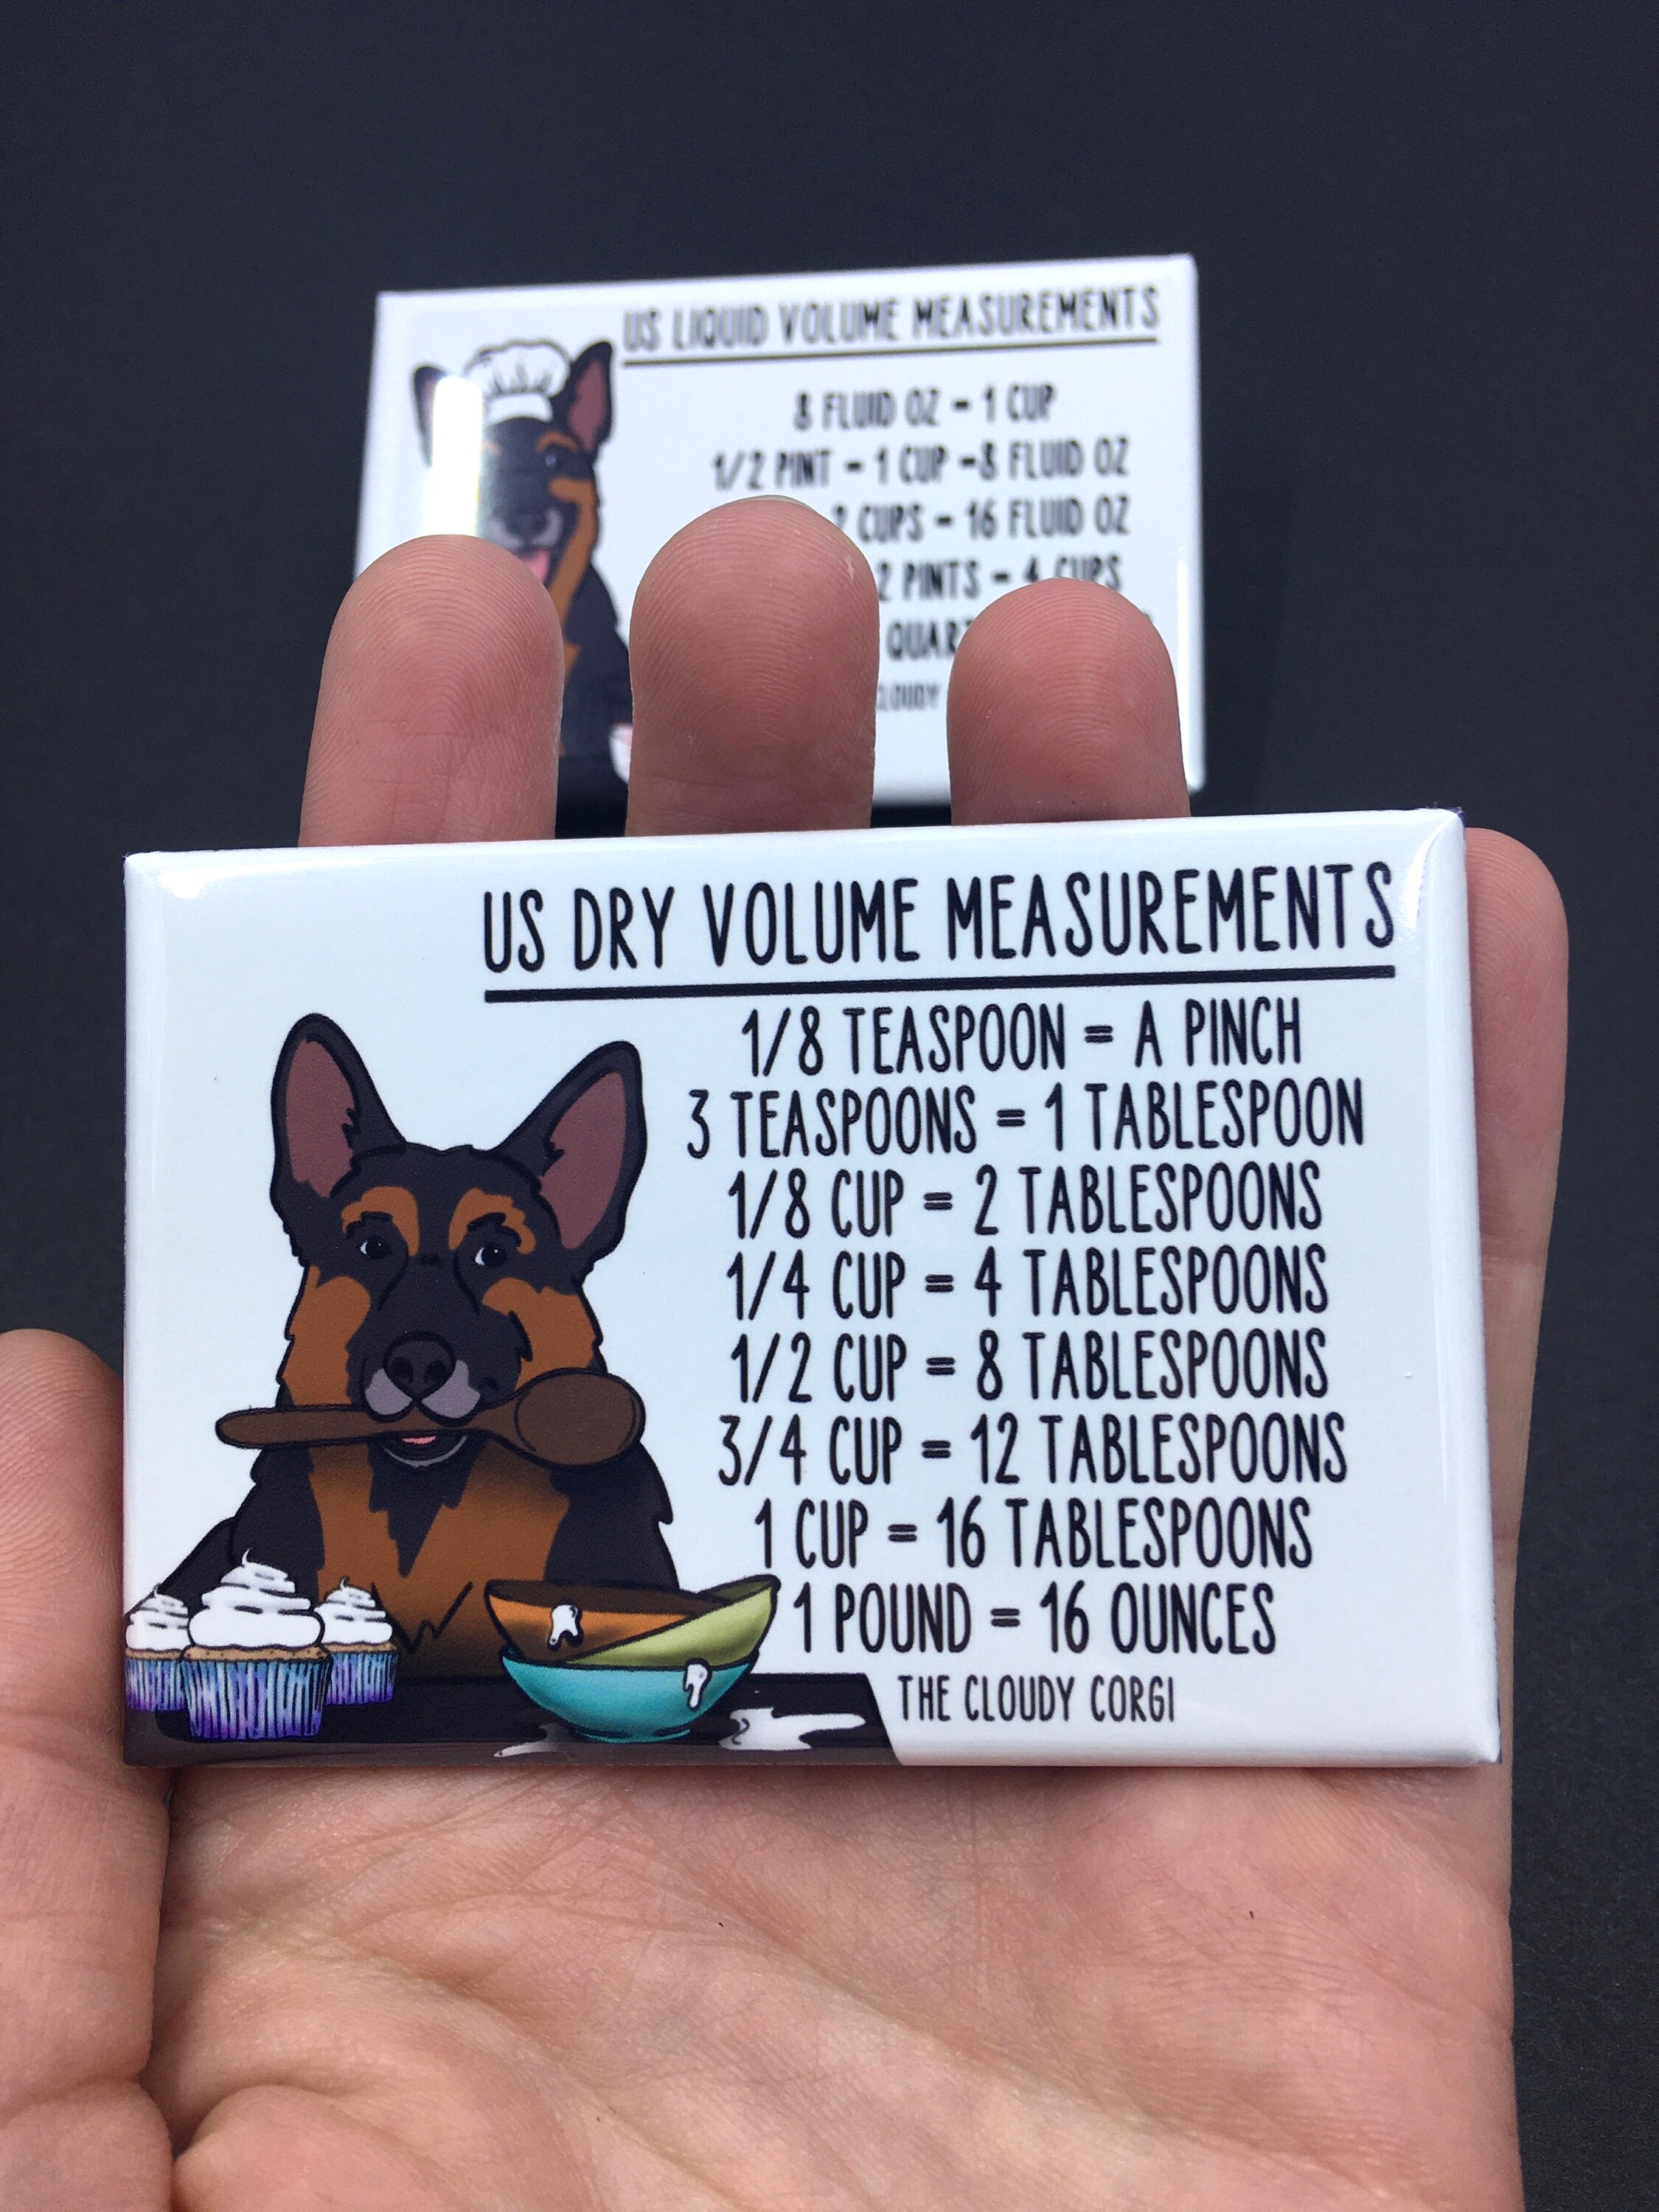 US LIQUID VOLUME MEASUREMENTS
8 FLUID OZ - 1 CUP
1/2 PINT - 1 CUP -8 FLUID OZ
2 CUPS - 16 FLUID OZ
2 PINTS - 4 CUPS
CLOUDY
US DRY VOLUME MEASUREMENTS
1/8 TEASPOON = A PINCH
3 TEASPOONS = 1 TABLESPOON
1/8 CUP = 2 TABLESPOONS
1/4 CUP = 4 TABLESPOONS
1/2 CUP = 8 TABLESPOONS
3/4 CUP = 12 TABLESPOONS
1 CUP = 16 TABLESPOONS
1 POUND = 16 OUNCES
THE CLOUDY CORGI